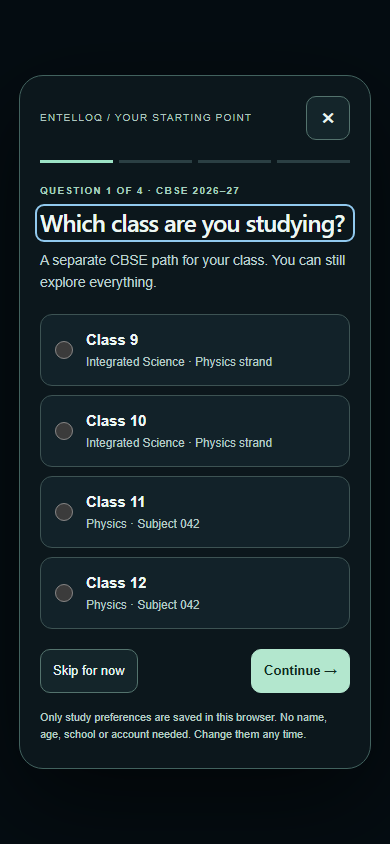 ENTELLOQ / YOUR STARTING POINT
✕
QUESTION 1 OF 4 · CBSE 2026–27
Which class are you studying?
A separate CBSE path for your class. You can still
explore everything.
Class 9
Integrated Science · Physics strand
Class 10
Integrated Science · Physics strand
Class 11
Physics · Subject 042
Class 12
Physics · Subject 042
Skip for now
Continue →
Only study preferences are saved in this browser. No name,
age, school or account needed. Change them any time.